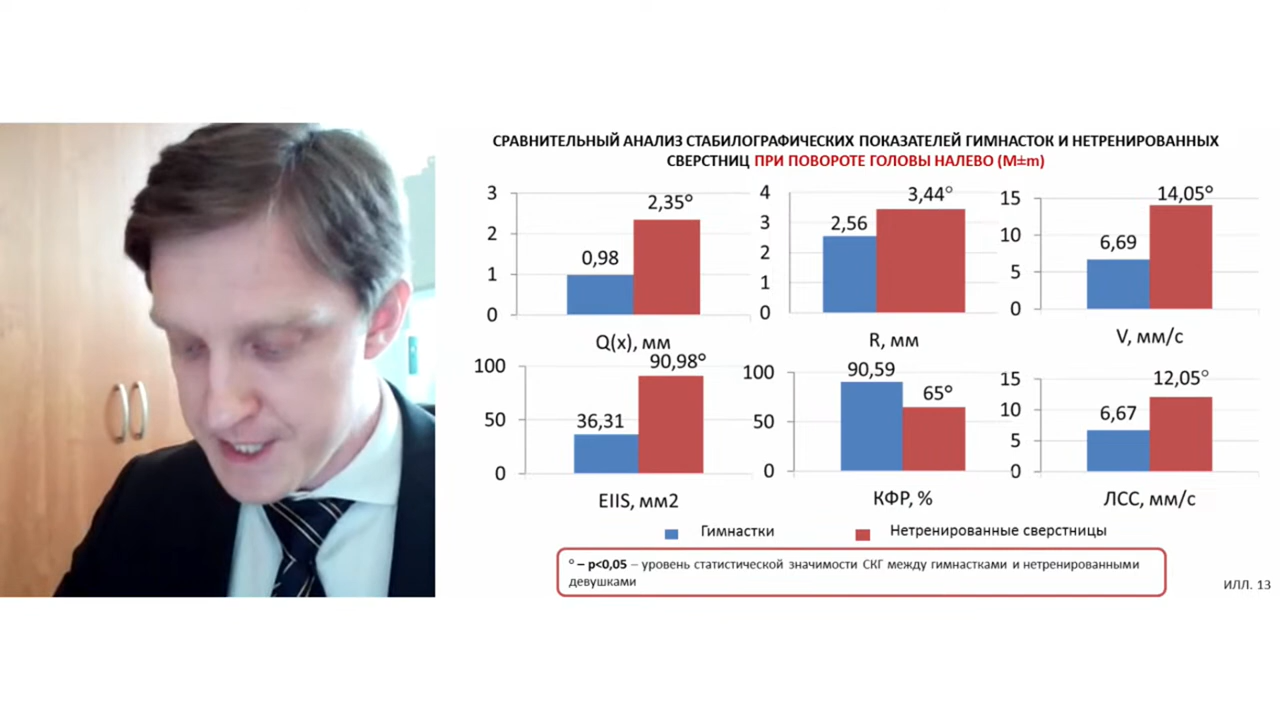 СРАВНИТЕЛЬНЫЙ АНАЛИЗ СТАБИЛОГРАФИЧЕСКИХ ПОКАЗАТЕЛЕЙ ГИМНАСТОК И НЕТРЕНИРОВАННЫХ
СВЕРСТНИЦ ПРИ ПОВОРОТЕ ГОЛОВЫ НАЛЕВО (M±m)
3
2
1
0
0,98
2,35°
Q(x), мм
4
3
2
1
0
2,56
3,44°
R, мм
15
10
5
0
6,69
14,05°
V, мм/с
100
50
0
36,31
90,98°
EIIS, мм2
100
50
0
90,59
65°
КФР, %
15
10
5
0
6,67
12,05°
ЛСС, мм/с
Гимнастки
Нетренированные сверстницы
° – p<0,05 – уровень статистической значимости СКГ между гимнастками и нетренированными
девушками
ИЛЛ. 13